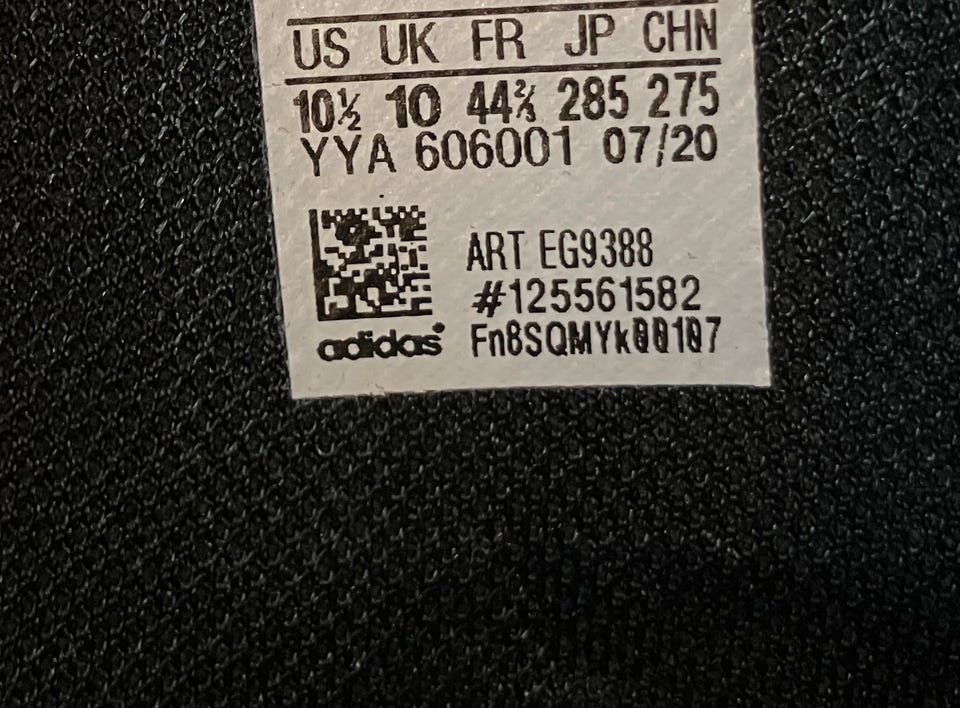 US UK FR JP CHN
10½ 10 44⅔ 285 275
YYA 606001 07/20
ART EG9388
#125561582
adidas® Fn8SQMYk00107